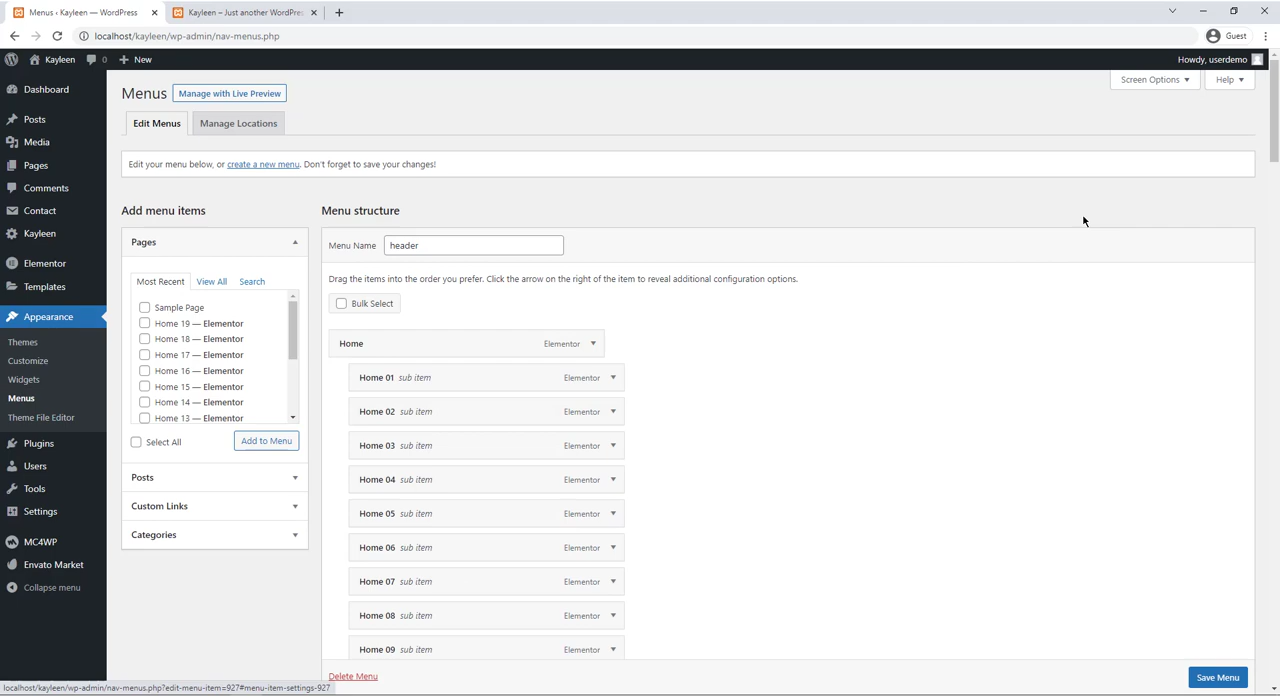 Menus ‹ Kayleen — WordPress
Kayleen – Just another WordPres
localhost/kayleen/wp-admin/nav-menus.php
Guest
Kayleen
0
New
Howdy, userdemo
Screen Options
Help
Dashboard
Posts
Media
Pages
Comments
Contact
Kayleen
Elementor
Templates
Appearance
Themes
Customize
Widgets
Menus
Theme File Editor
Plugins
Users
Tools
Settings
MC4WP
Envato Market
Collapse menu
Menus
Manage with Live Preview
Edit Menus
Manage Locations
Edit your menu below, or create a new menu. Don't forget to save your changes!
Add menu items
Pages
Most Recent
View All
Search
Sample Page
Home 19 — Elementor
Home 18 — Elementor
Home 17 — Elementor
Home 16 — Elementor
Home 15 — Elementor
Home 14 — Elementor
Home 13 — Elementor
Select All
Add to Menu
Posts
Custom Links
Categories
Menu structure
Menu Name
header
Drag the items into the order you prefer. Click the arrow on the right of the item to reveal additional configuration options.
Bulk Select
Home Elementor
Home 01 sub item Elementor
Home 02 sub item Elementor
Home 03 sub item Elementor
Home 04 sub item Elementor
Home 05 sub item Elementor
Home 06 sub item Elementor
Home 07 sub item Elementor
Home 08 sub item Elementor
Home 09 sub item Elementor
Delete Menu
Save Menu
localhost/kayleen/wp-admin/nav-menus.php?edit-menu-item=927#menu-item-settings-927